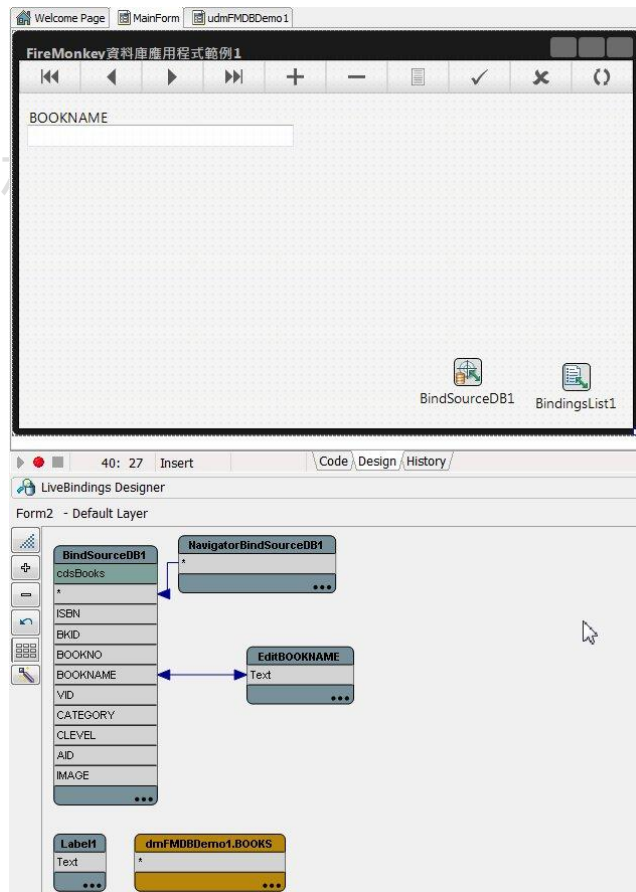 Welcome Page MainForm udmFMDBDemo1
FireMonkey資料庫應用程式範例1
BOOKNAME
BindSourceDB1
BindingsList1
40: 27 Insert Code Design History
LiveBindings Designer
Form2 - Default Layer
BindSourceDB1
cdsBooks
*
ISBN
BKID
BOOKNO
BOOKNAME
VID
CATEGORY
CLEVEL
AID
IMAGE
NavigatorBindSourceDB1
*
EditBOOKNAME
Text
Label1
Text
dmFMDBDemo1.BOOKS
*